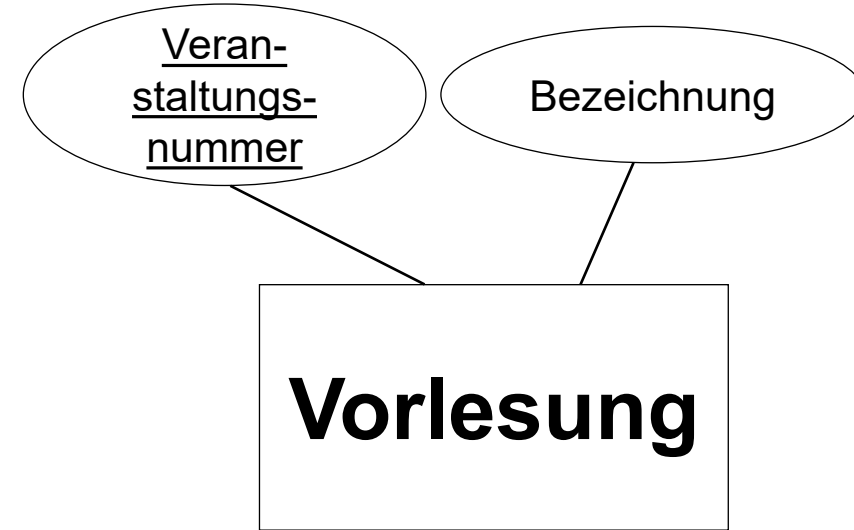 Veran-
staltungs-
nummer
Bezeichnung
Vorlesung